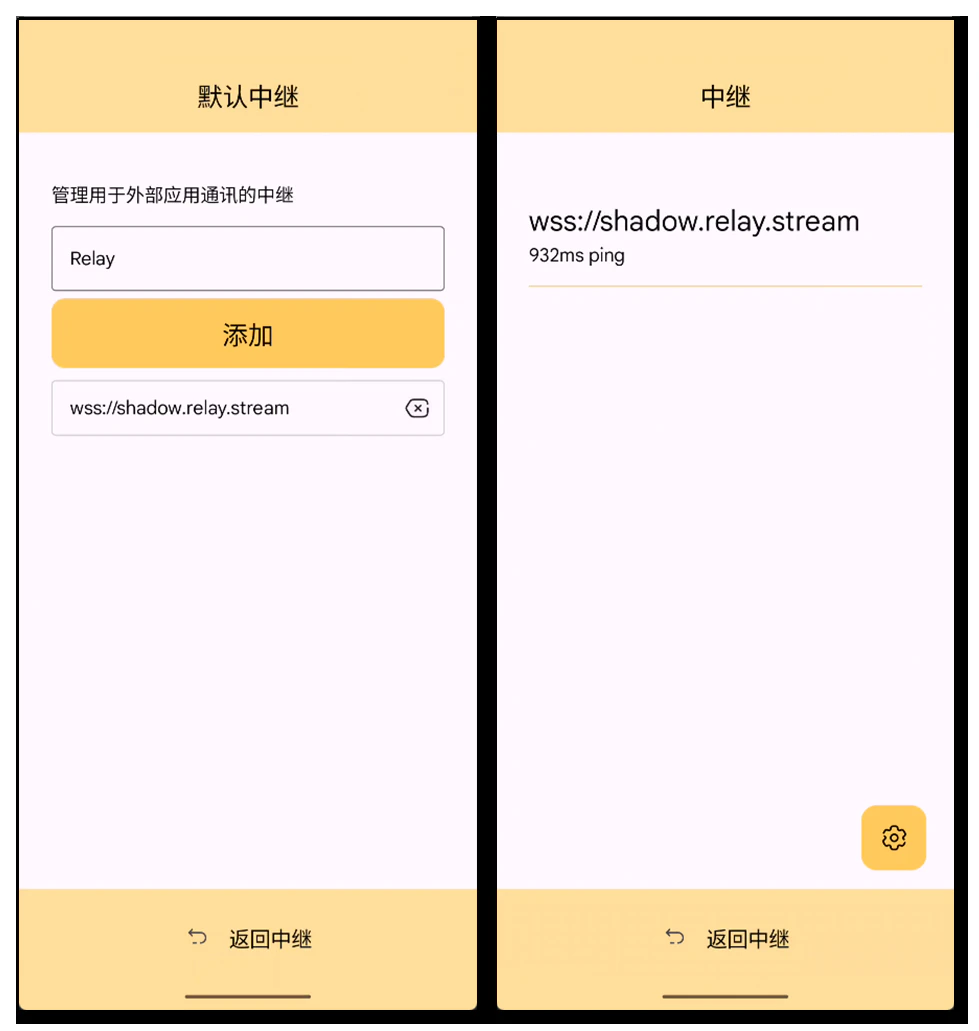 默认中继
管理用于外部应用通讯的中继
Relay
添加
wss://shadow.relay.stream
返回中继
中继
wss://shadow.relay.stream
932ms ping
返回中继